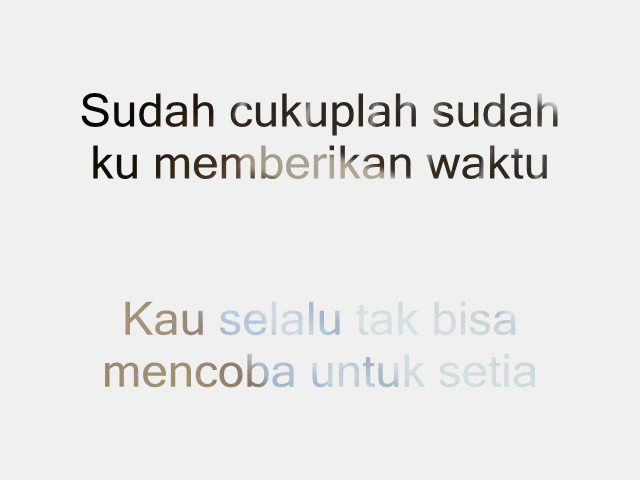 Sudah cukuplah sudah
ku memberikan waktu
Kau selalu tak bisa
mencoba untuk setia